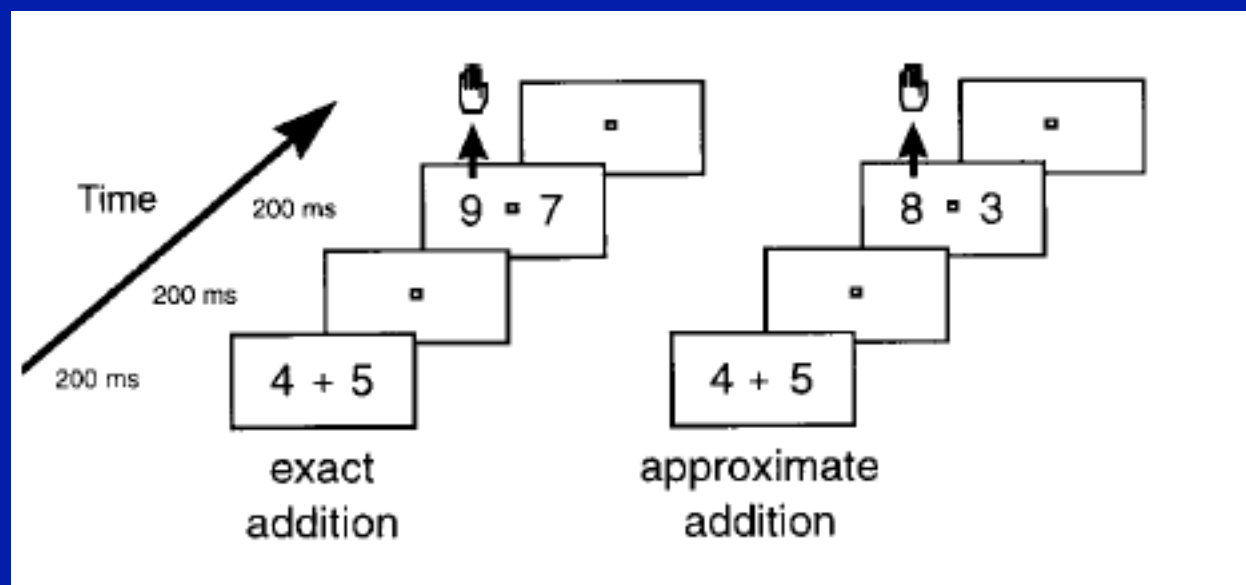 Time
200 ms
200 ms
200 ms
9 7
4 + 5
exact
addition
8 3
4 + 5
approximate
addition